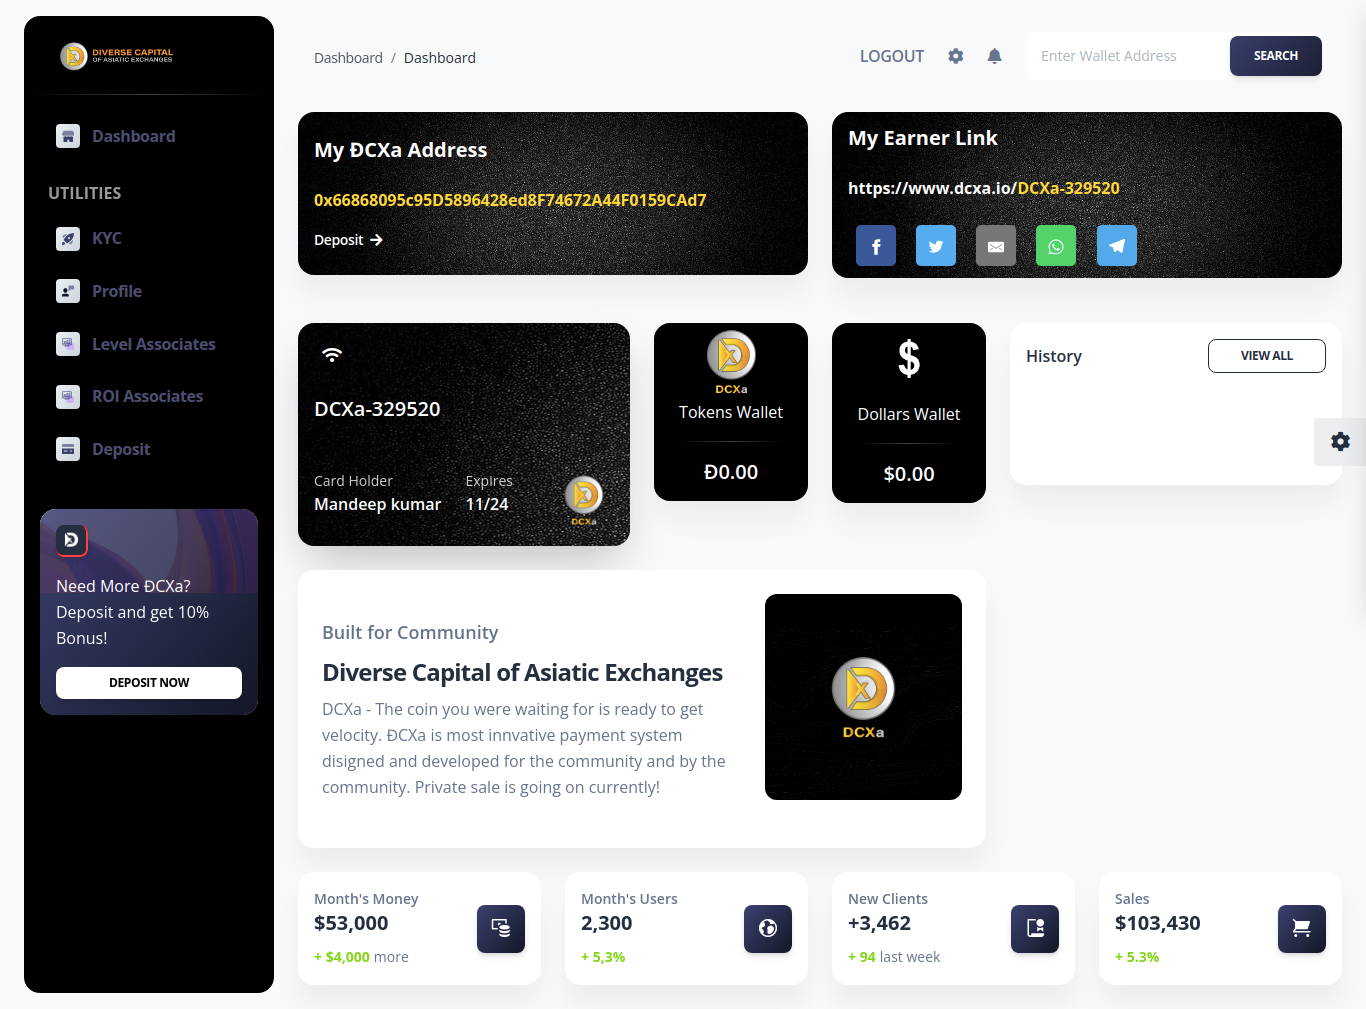 DIVERSE CAPITAL
OF ASIATIC EXCHANGES
Dashboard
UTILITIES
KYC
Profile
Level Associates
ROI Associates
Deposit
Need More ĐCXa?
Deposit and get 10%
Bonus!
DEPOSIT NOW
Dashboard / Dashboard
LOGOUT
Enter Wallet Address
SEARCH
My ĐCXa Address
0x66868095c95D5896428ed8F74672A44F0159CAd7
Deposit
My Earner Link
https://www.dcxa.io/DCXa-329520
DCXa-329520
Card Holder
Mandeep kumar
Expires
11/24
DCXa
DCXa
Tokens Wallet
Đ0.00
$
Dollars Wallet
$0.00
History
VIEW ALL
Built for Community
Diverse Capital of Asiatic Exchanges
DCXa - The coin you were waiting for is ready to get
velocity. ĐCXa is most innvative payment system
disigned and developed for the community and by the
community. Private sale is going on currently!
DCXa
Month's Money
$53,000
+ $4,000 more
Month's Users
2,300
+ 5,3%
New Clients
+3,462
+ 94 last week
Sales
$103,430
+ 5.3%